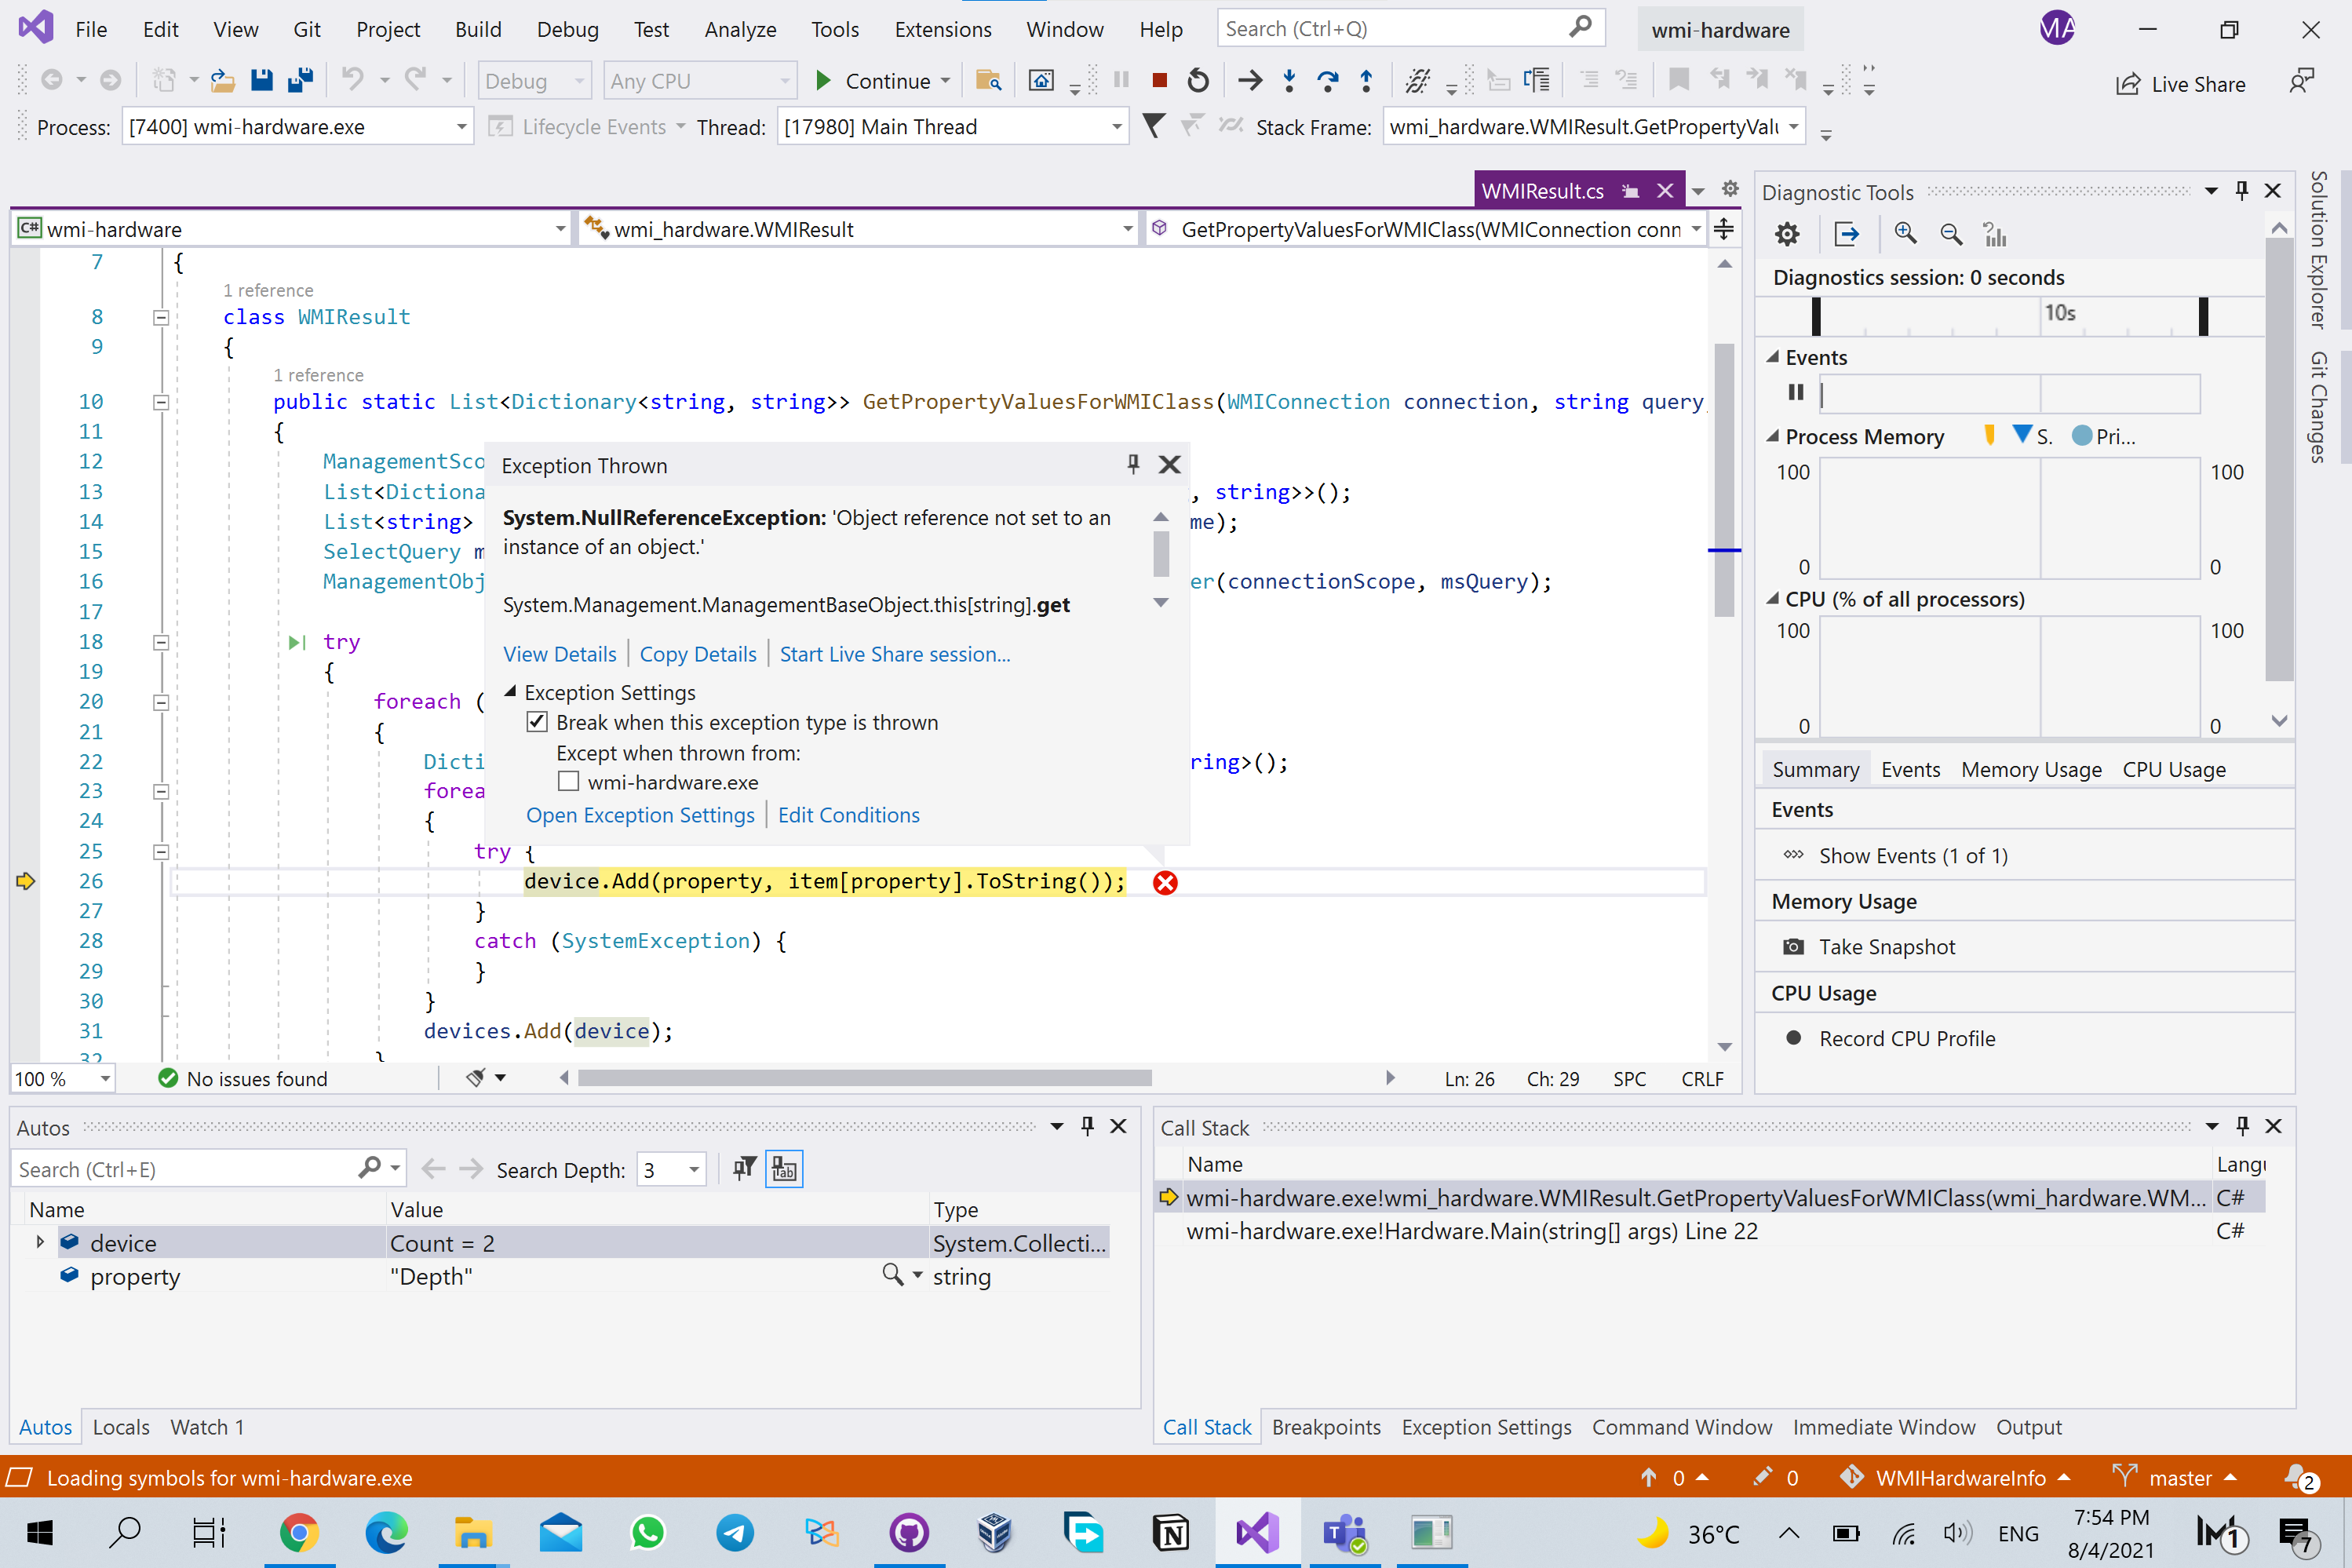 File Edit View Git Project Build Debug Test Analyze Tools Extensions Window Help Search (Ctrl+Q) wmi-hardware MA
Debug Any CPU Continue Live Share
Process: [7400] wmi-hardware.exe Lifecycle Events Thread: [17980] Main Thread Stack Frame: wmi_hardware.WMIResult.GetPropertyValu
WMIResult.cs
C# wmi-hardware wmi_hardware.WMIResult GetPropertyValuesForWMIClass(WMIConnection conn
7 {
1 reference
8 class WMIResult
9 {
1 reference
10 public static List<Dictionary<string, string>> GetPropertyValuesForWMIClass(WMIConnection connection, string query,
11 {
12 ManagementSco
13 List<Dictiona , string>>();
14 List<string> me);
15 SelectQuery m
16 ManagementObj er(connectionScope, msQuery);
17
18 try
19 {
20 foreach (
21 {
22 Dicti ring>();
23 forea
24 {
25 try {
26 device.Add(property, item[property].ToString());
27 }
28 catch (SystemException) {
29 }
30 }
31 devices.Add(device);
32 }
Exception Thrown
System.NullReferenceException: 'Object reference not set to an
instance of an object.'
System.Management.ManagementBaseObject.this[string].get
View Details Copy Details Start Live Share session...
Exception Settings
Break when this exception type is thrown
Except when thrown from:
wmi-hardware.exe
Open Exception Settings Edit Conditions
100 % No issues found Ln: 26 Ch: 29 SPC CRLF
Diagnostic Tools
Diagnostics session: 0 seconds
10s
Events
Process Memory S. Pri...
100 100
0 0
CPU (% of all processors)
100 100
0 0
Summary Events Memory Usage CPU Usage
Events
Show Events (1 of 1)
Memory Usage
Take Snapshot
CPU Usage
Record CPU Profile
Solution Explorer
Git Changes
Autos
Search (Ctrl+E) Search Depth: 3
Name Value Type
device Count = 2 System.Collecti...
property "Depth" string
Autos Locals Watch 1
Call Stack
Name Langu
wmi-hardware.exe!wmi_hardware.WMIResult.GetPropertyValuesForWMIClass(wmi_hardware.WM... C#
wmi-hardware.exe!Hardware.Main(string[] args) Line 22 C#
Call Stack Breakpoints Exception Settings Command Window Immediate Window Output
Loading symbols for wmi-hardware.exe 0 0 WMIHardwareInfo master 2
36°C ENG 7:54 PM 1 7
8/4/2021